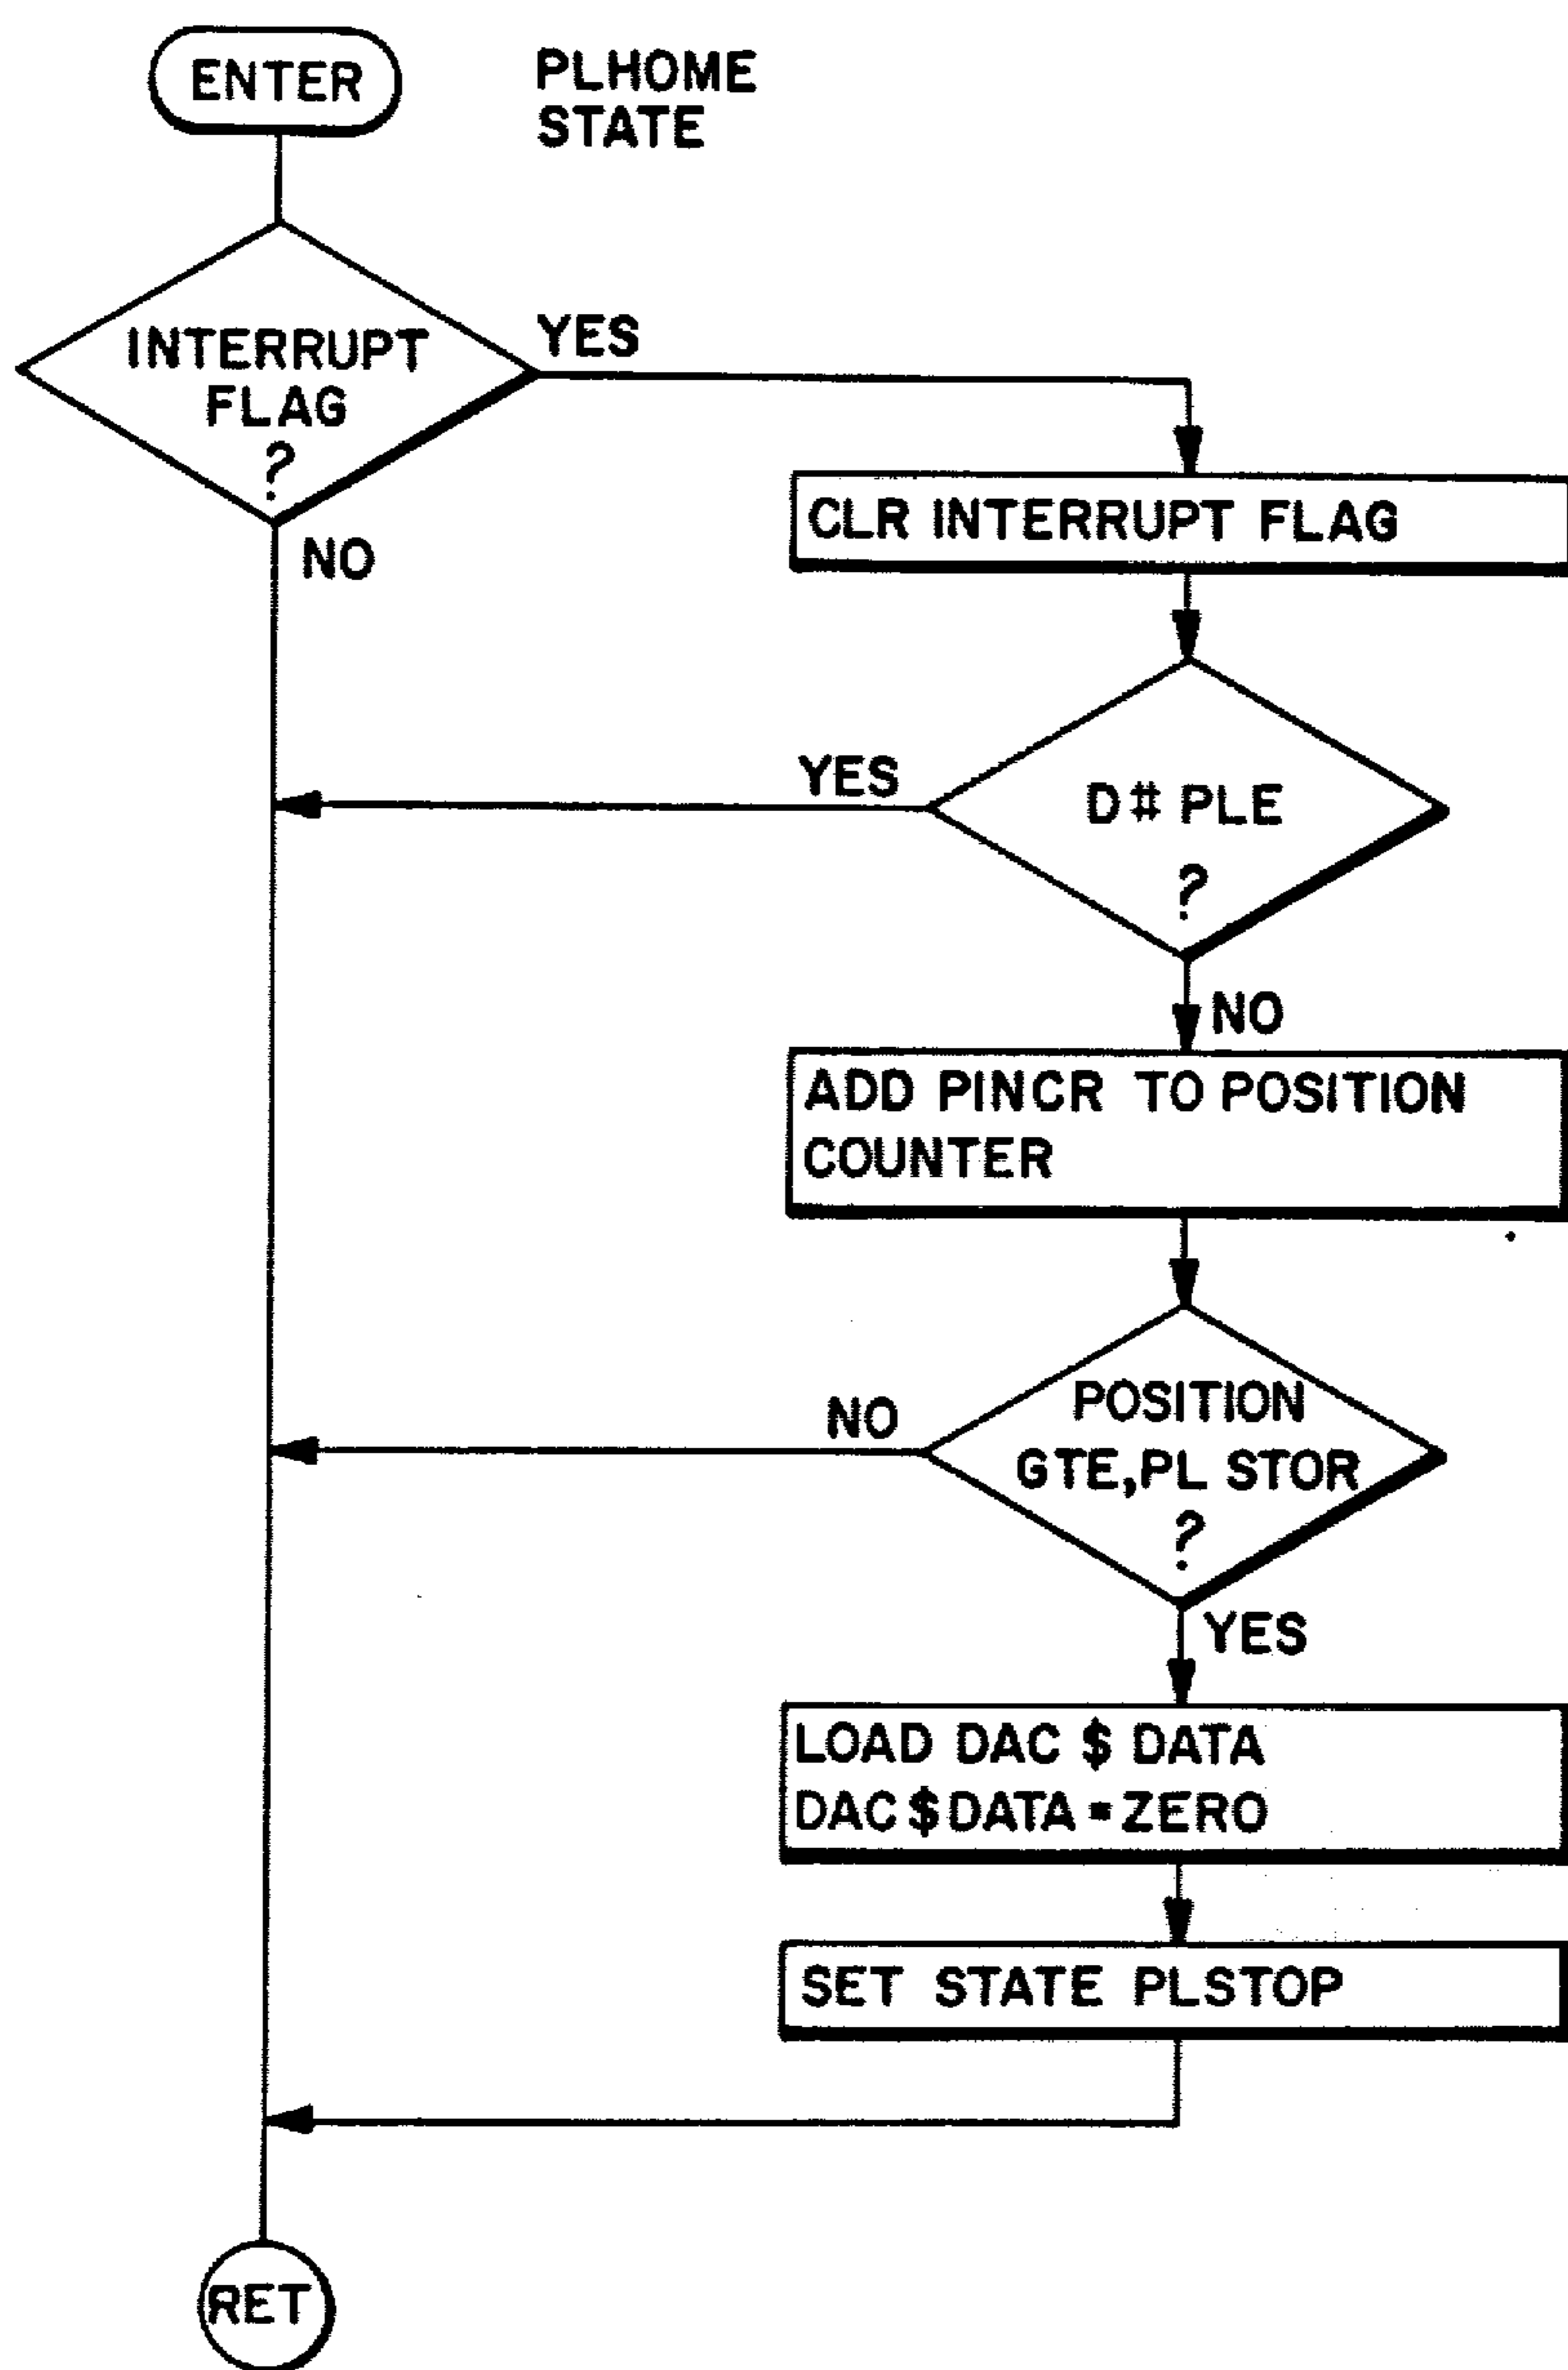 ENTER
PLHOME
STATE
INTERRUPT
FLAG
?
YES
NO
CLR INTERRUPT FLAG
D# PLE
?
YES
NO
ADD PINCR TO POSITION
COUNTER
POSITION
GTE,PL STOR
?
NO
YES
LOAD DAC $ DATA
DAC $ DATA = ZERO
SET STATE PLSTOP
RET